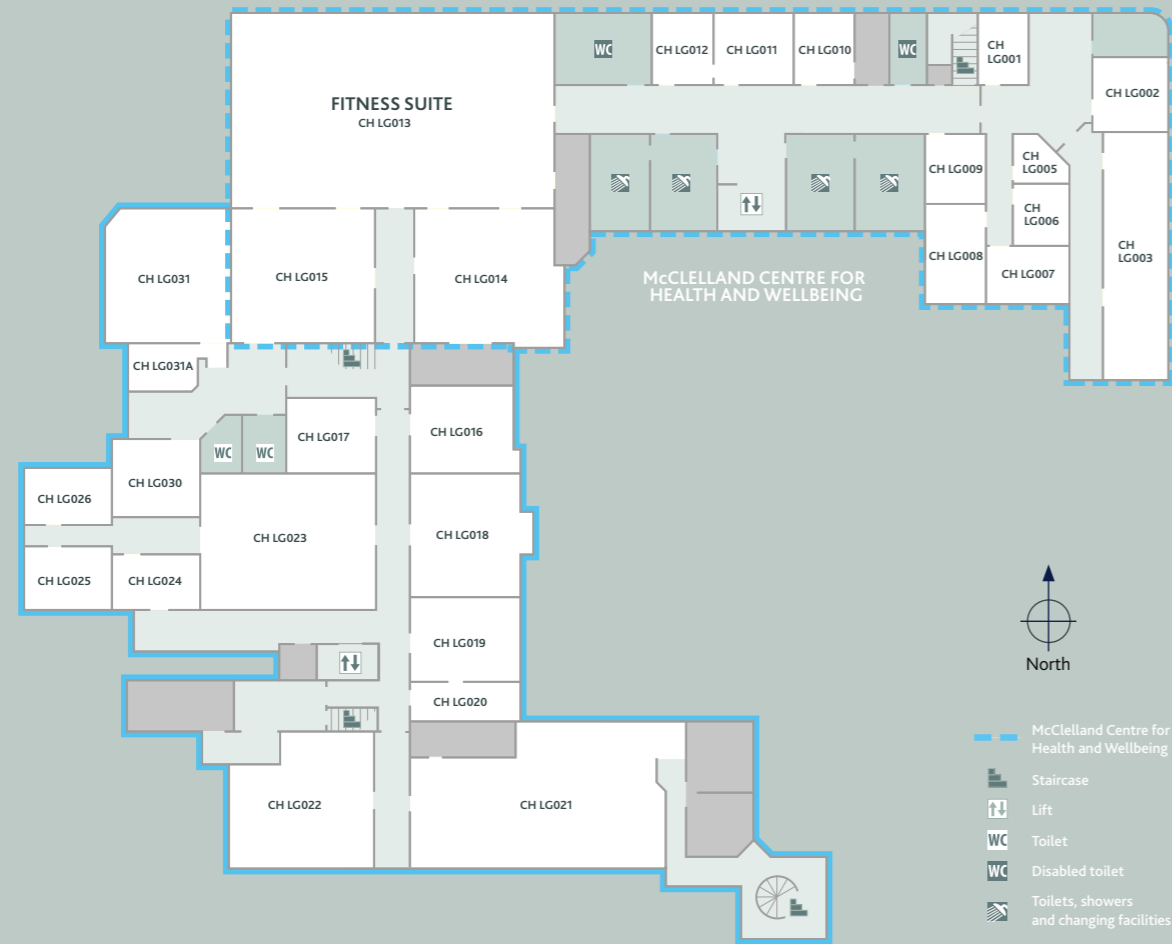 WC
CH LG012
CH LG011
CH LG010
WC
CH
LG001
CH LG002
FITNESS SUITE
CH LG013
CH LG009
CH
LG005
CH
LG006
CH
LG003
CH LG008
CH LG007
CH LG031
CH LG015
CH LG014
McCLELLAND CENTRE FOR
HEALTH AND WELLBEING
CH LG031A
CH LG016
CH LG017
WC
WC
CH LG030
CH LG026
CH LG023
CH LG018
CH LG025
CH LG024
CH LG019
CH LG020
CH LG022
CH LG021
North
McClelland Centre for
Health and Wellbeing
Staircase
Lift
WC Toilet
WC Disabled toilet
Toilets, showers
and changing facilities